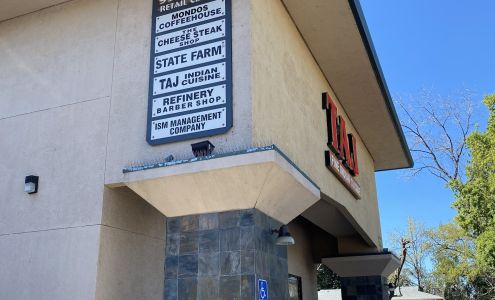 RETAIL
MONDOS
COFFEEHOUSE
THE
CHEESE STEAK
SHOP
STATE FARM
TAJ INDIAN
CUISINE
REFINERY
BARBER SHOP
ISM MANAGEMENT
COMPANY
TAJ